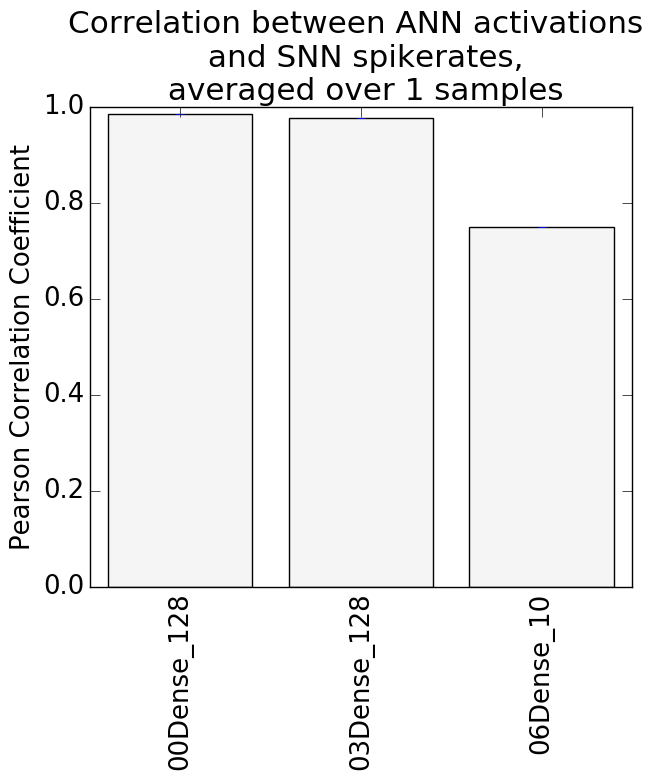 Correlation between ANN activations
and SNN spikerates,
averaged over 1 samples
Pearson Correlation Coefficient
1.0
0.8
0.6
0.4
0.2
0.0
00Dense_128
03Dense_128
06Dense_10